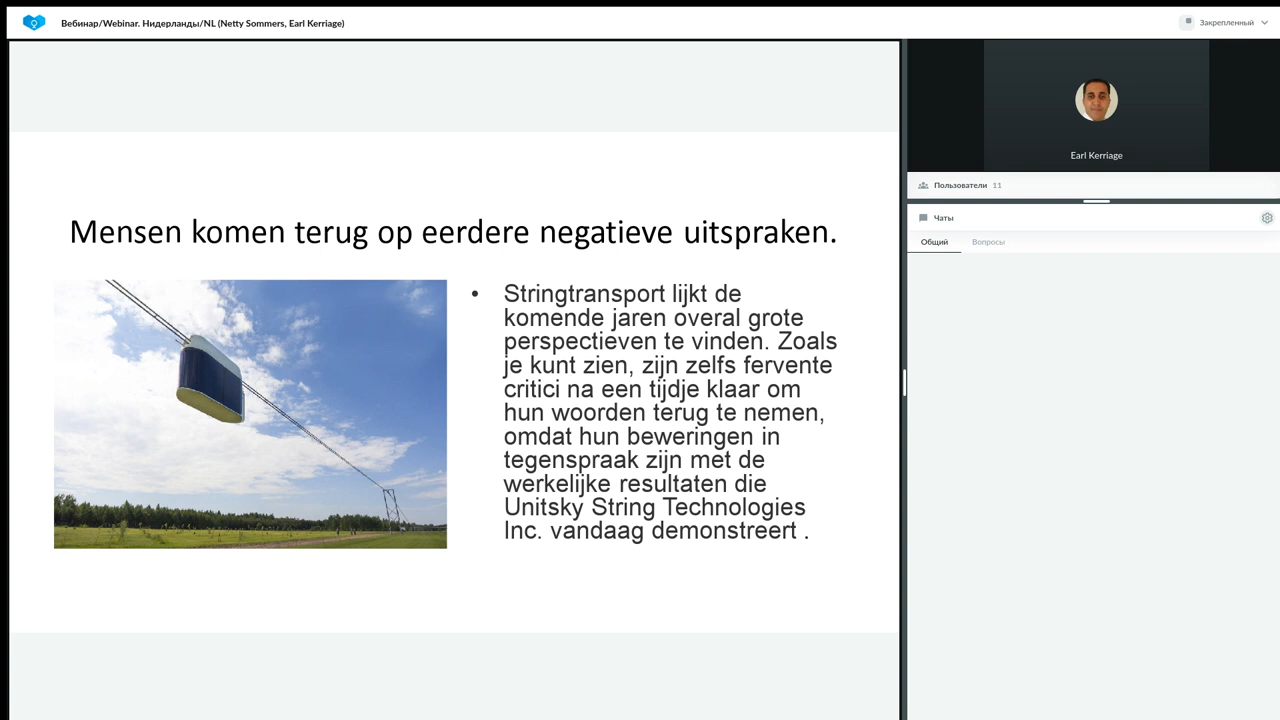 Вебинар/Webinar. Нидерланды/NL (Netty Sommers, Earl Kerriage)
Закрепленный
Earl Kerriage
Пользователи 11
Чаты
Общий Вопросы
Mensen komen terug op eerdere negatieve uitspraken.
• Stringtransport lijkt de
komende jaren overal grote
perspectieven te vinden. Zoals
je kunt zien, zijn zelfs fervente
critici na een tijdje klaar om
hun woorden terug te nemen,
omdat hun beweringen in
tegenspraak zijn met de
werkelijke resultaten die
Unitsky String Technologies
Inc. vandaag demonstreert .